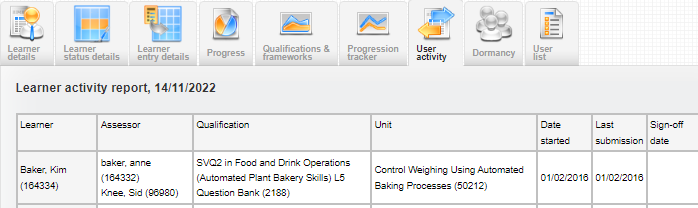 Learner details
Learner status details
Learner entry details
Progress
Qualifications & frameworks
Progression tracker
User activity
Dormancy
User list
Learner activity report, 14/11/2022
Learner
Assessor
Qualification
Unit
Date started
Last submission
Sign-off date
Baker, Kim
(164334)
baker, anne
(164332)
Knee, Sid (96980)
SVQ2 in Food and Drink Operations
(Automated Plant Bakery Skills) L5
Question Bank (2188)
Control Weighing Using Automated
Baking Processes (50212)
01/02/2016
01/02/2016